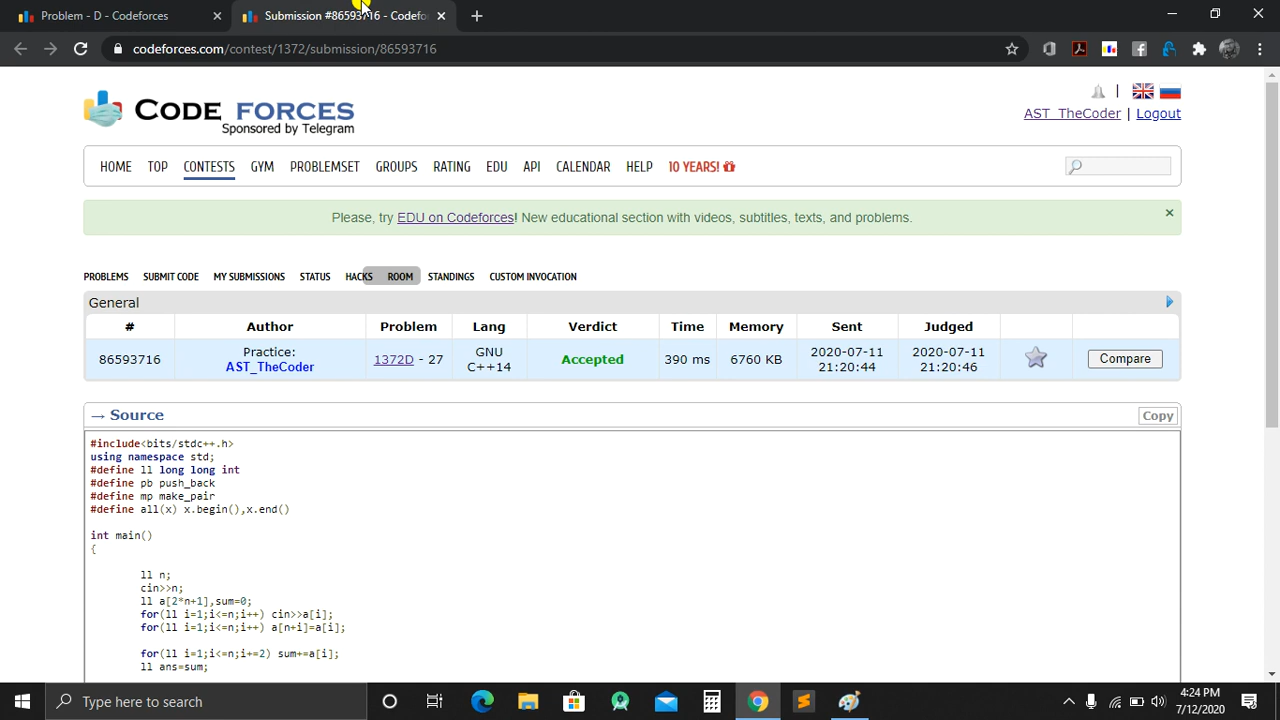 Problem - D - Codeforces
Submission #86593716 - Codefo
codeforces.com/contest/1372/submission/86593716
CODE FORCES
Sponsored by Telegram
AST_TheCoder | Logout
HOME TOP CONTESTS GYM PROBLEMSET GROUPS RATING EDU API CALENDAR HELP 10 YEARS!
Please, try EDU on Codeforces! New educational section with videos, subtitles, texts, and problems.
PROBLEMS SUBMIT CODE MY SUBMISSIONS STATUS HACKS ROOM STANDINGS CUSTOM INVOCATION
General
# Author Problem Lang Verdict Time Memory Sent Judged
86593716 Practice: AST_TheCoder 1372D - 27 GNU C++14 Accepted 390 ms 6760 KB 2020-07-11 21:20:44 2020-07-11 21:20:46 Compare
→ Source
Copy
#include<bits/stdc++.h>
using namespace std;
#define ll long long int
#define pb push_back
#define mp make_pair
#define all(x) x.begin(),x.end()
int main()
{
ll n;
cin>>n;
ll a[2*n+1],sum=0;
for(ll i=1;i<=n;i++) cin>>a[i];
for(ll i=1;i<=n;i++) a[n+i]=a[i];
for(ll i=1;i<=n;i+=2) sum+=a[i];
ll ans=sum;
Type here to search
4:24 PM
7/12/2020